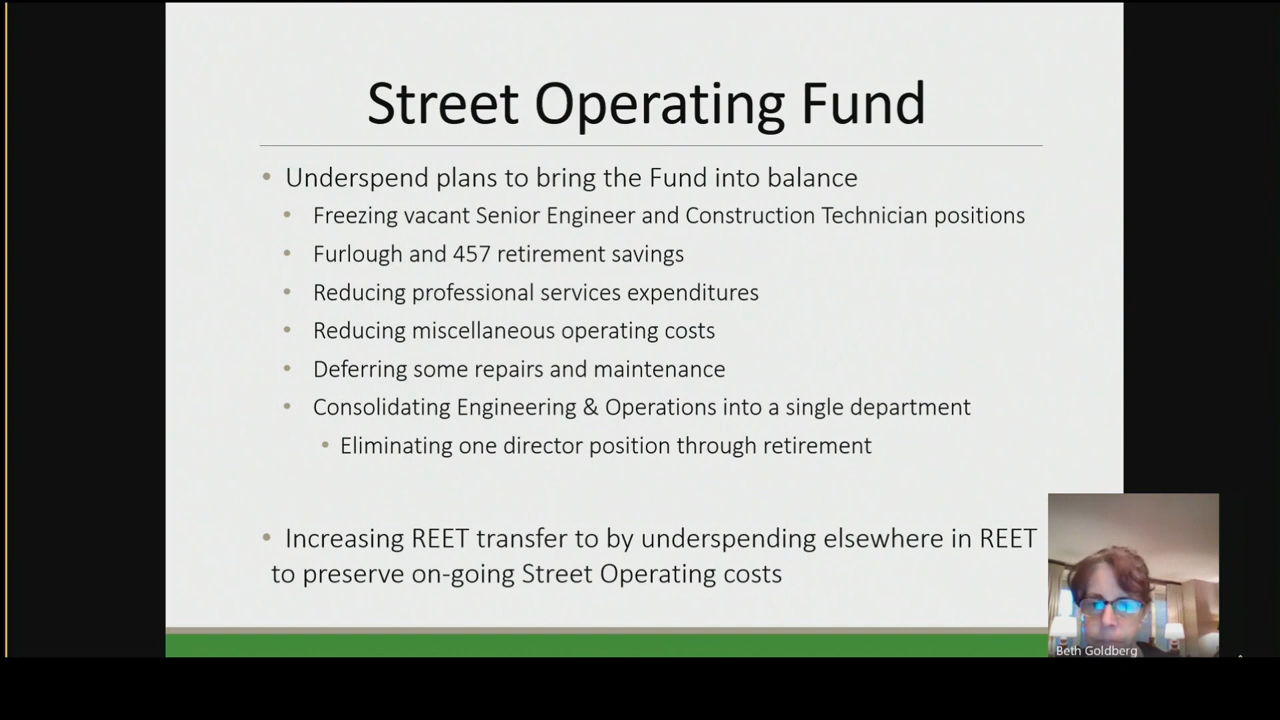 Street Operating Fund
• Underspend plans to bring the Fund into balance
• Freezing vacant Senior Engineer and Construction Technician positions
• Furlough and 457 retirement savings
• Reducing professional services expenditures
• Reducing miscellaneous operating costs
• Deferring some repairs and maintenance
• Consolidating Engineering & Operations into a single department
• Eliminating one director position through retirement
• Increasing REET transfer to by underspending elsewhere in REET
to preserve on-going Street Operating costs
Beth Goldberg